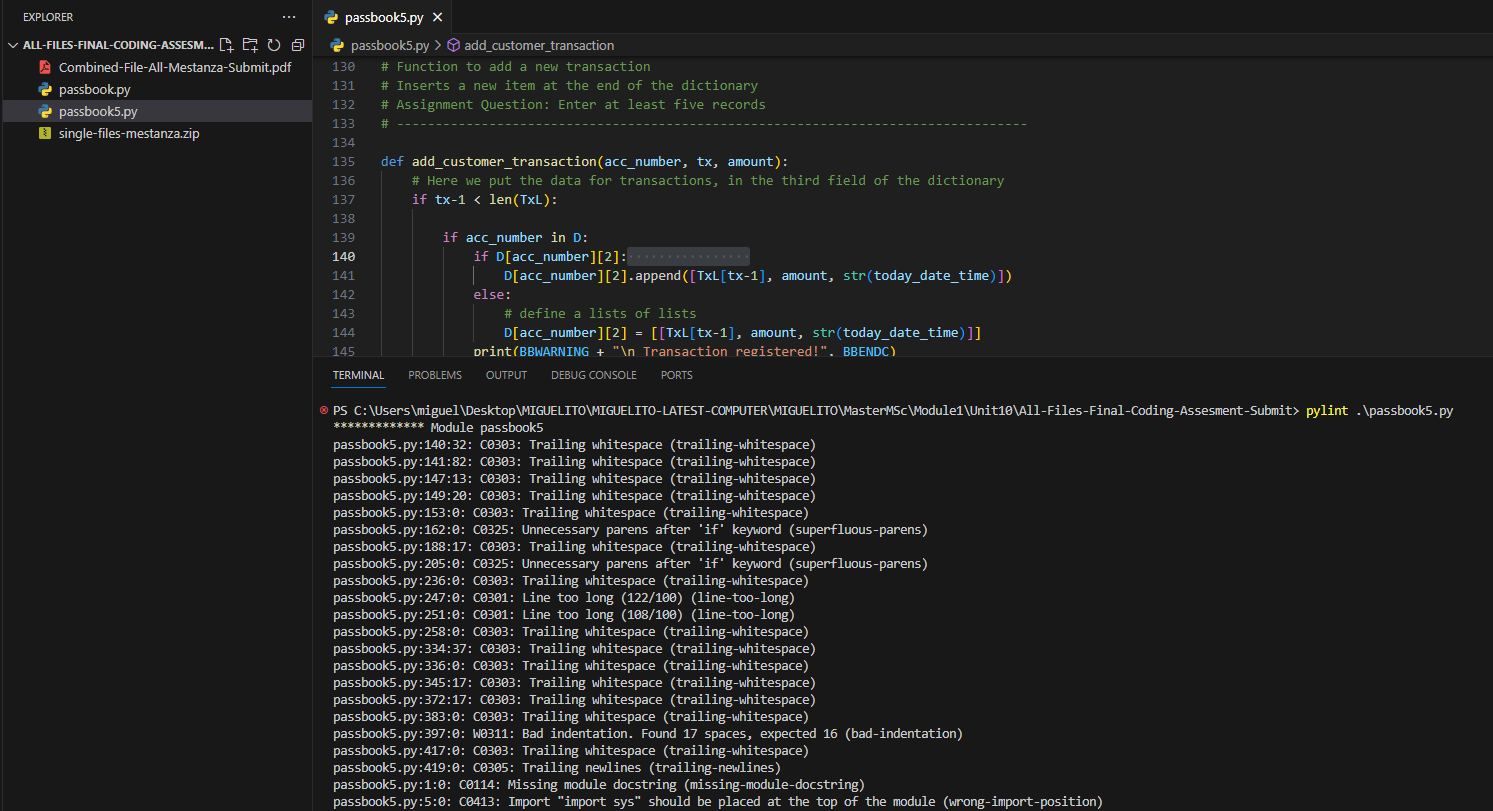 EXPLORER ...
ALL-FILES-FINAL-CODING-ASSESM...
Combined-File-All-Mestanza-Submit.pdf
passbook.py
passbook5.py
single-files-mestanza.zip
passbook5.py
passbook5.py > add_customer_transaction
130 # Function to add a new transaction
131 # Inserts a new item at the end of the dictionary
132 # Assignment Question: Enter at least five records
133 # ---------------------------------------------------------------------------------
134
135 def add_customer_transaction(acc_number, tx, amount):
136 # Here we put the data for transactions, in the third field of the dictionary
137 if tx-1 < len(TxL):
138
139 if acc_number in D:
140 if D[acc_number][2]:
141 D[acc_number][2].append([TxL[tx-1], amount, str(today_date_time)])
142 else:
143 # define a lists of lists
144 D[acc_number][2] = [[TxL[tx-1], amount, str(today_date_time)]]
145 print(BBWARNING + "\n Transaction registered!", BBENDC)
TERMINAL PROBLEMS OUTPUT DEBUG CONSOLE PORTS
PS C:\Users\miguel\Desktop\MIGUELITO\MIGUELITO-LATEST-COMPUTER\MIGUELITO\MasterMSc\Module1\Unit10\All-Files-Final-Coding-Assesment-Submit> pylint .\passbook5.py
************* Module passbook5
passbook5.py:140:32: C0303: Trailing whitespace (trailing-whitespace)
passbook5.py:141:82: C0303: Trailing whitespace (trailing-whitespace)
passbook5.py:147:13: C0303: Trailing whitespace (trailing-whitespace)
passbook5.py:149:20: C0303: Trailing whitespace (trailing-whitespace)
passbook5.py:153:0: C0303: Trailing whitespace (trailing-whitespace)
passbook5.py:162:0: C0325: Unnecessary parens after 'if' keyword (superfluous-parens)
passbook5.py:188:17: C0303: Trailing whitespace (trailing-whitespace)
passbook5.py:205:0: C0325: Unnecessary parens after 'if' keyword (superfluous-parens)
passbook5.py:236:0: C0303: Trailing whitespace (trailing-whitespace)
passbook5.py:247:0: C0301: Line too long (122/100) (line-too-long)
passbook5.py:251:0: C0301: Line too long (108/100) (line-too-long)
passbook5.py:258:0: C0303: Trailing whitespace (trailing-whitespace)
passbook5.py:334:37: C0303: Trailing whitespace (trailing-whitespace)
passbook5.py:336:0: C0303: Trailing whitespace (trailing-whitespace)
passbook5.py:345:17: C0303: Trailing whitespace (trailing-whitespace)
passbook5.py:372:17: C0303: Trailing whitespace (trailing-whitespace)
passbook5.py:383:0: C0303: Trailing whitespace (trailing-whitespace)
passbook5.py:397:0: W0311: Bad indentation. Found 17 spaces, expected 16 (bad-indentation)
passbook5.py:417:0: C0303: Trailing whitespace (trailing-whitespace)
passbook5.py:419:0: C0305: Trailing newlines (trailing-newlines)
passbook5.py:1:0: C0114: Missing module docstring (missing-module-docstring)
passbook5.py:5:0: C0413: Import "import sys" should be placed at the top of the module (wrong-import-position)